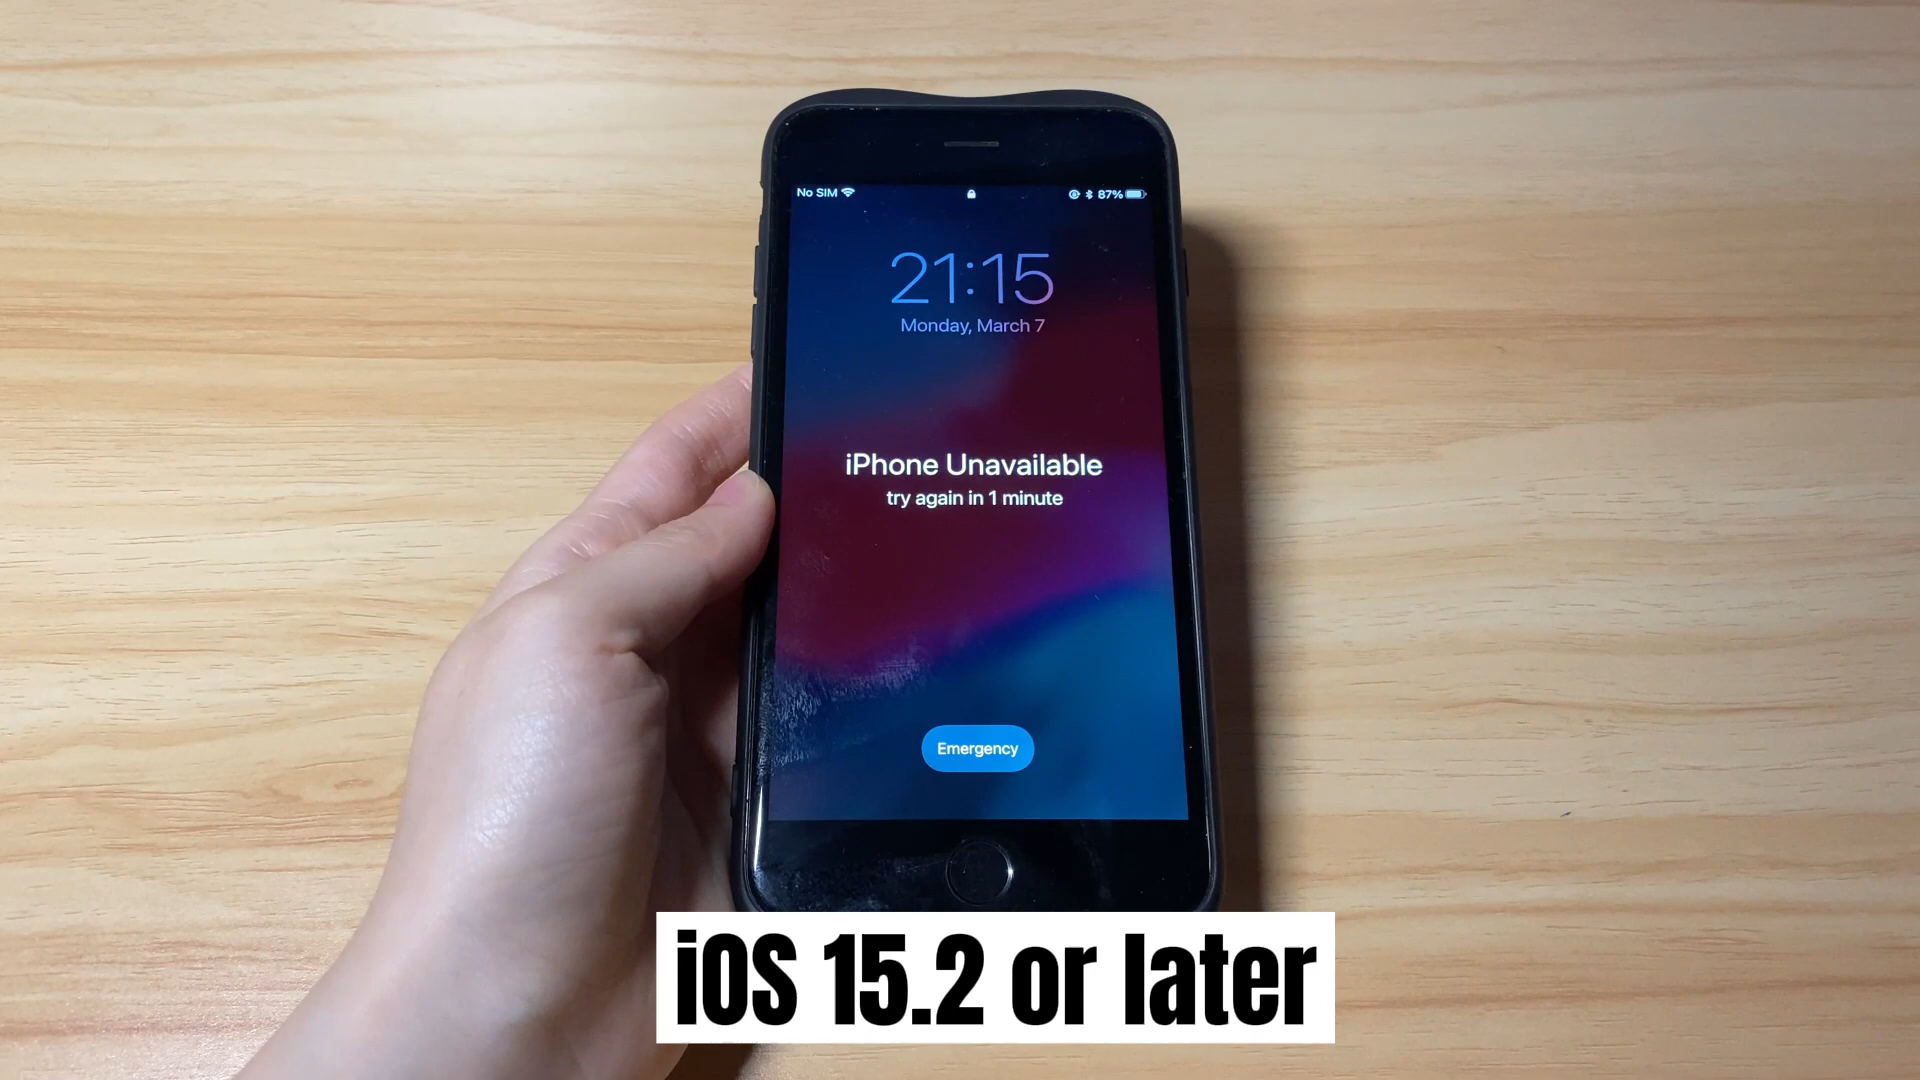 No SIM 87%
21:15
Monday, March 7
iPhone Unavailable
try again in 1 minute
Emergency
iOS 15.2 or later